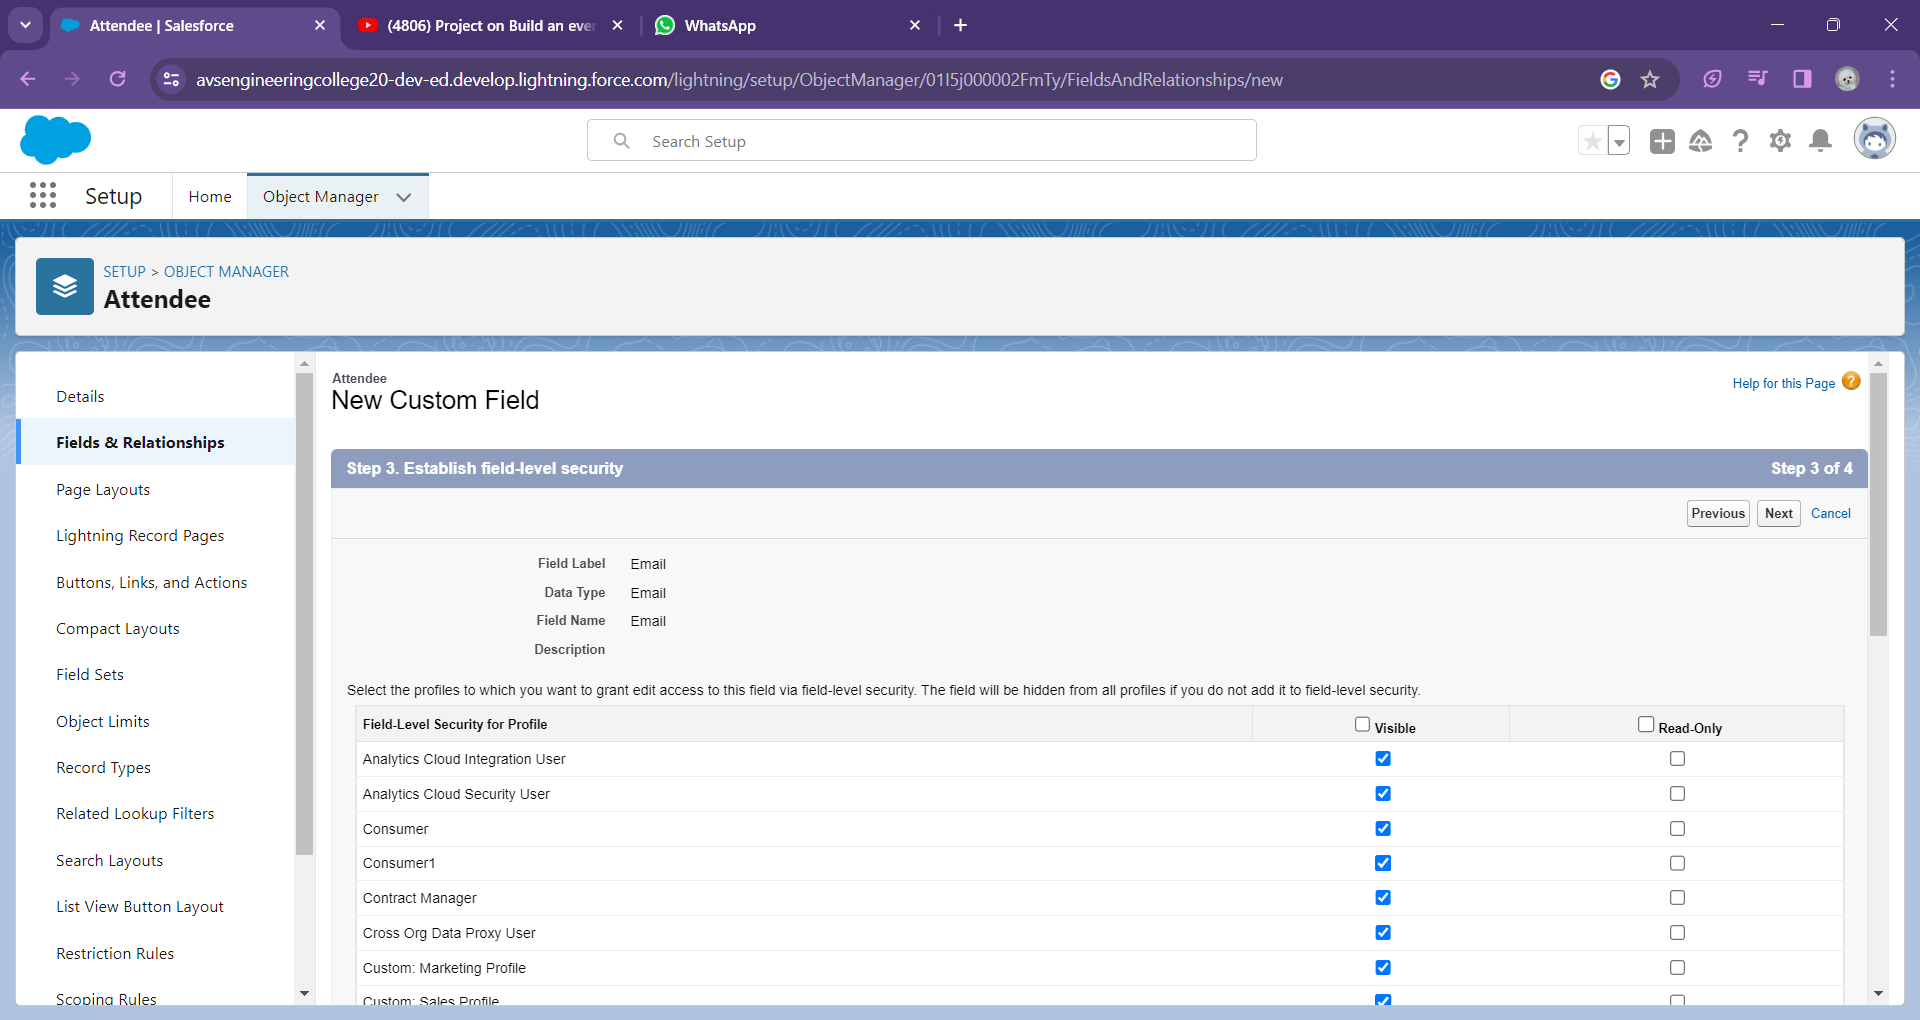 Attendee | Salesforce
(4806) Project on Build an eve
WhatsApp
avsengineeringcollege20-dev-ed.develop.lightning.force.com/lightning/setup/ObjectManager/01I5j000002FmTy/FieldsAndRelationships/new
Search Setup
Setup
Home
Object Manager
SETUP > OBJECT MANAGER
Attendee
Details
Fields & Relationships
Page Layouts
Lightning Record Pages
Buttons, Links, and Actions
Compact Layouts
Field Sets
Object Limits
Record Types
Related Lookup Filters
Search Layouts
List View Button Layout
Restriction Rules
Scoping Rules
Attendee
New Custom Field
Help for this Page
Step 3. Establish field-level security
Step 3 of 4
Previous Next Cancel
Field Label Email
Data Type Email
Field Name Email
Description
Select the profiles to which you want to grant edit access to this field via field-level security. The field will be hidden from all profiles if you do not add it to field-level security.
Field-Level Security for Profile Visible Read-Only
Analytics Cloud Integration User
Analytics Cloud Security User
Consumer
Consumer1
Contract Manager
Cross Org Data Proxy User
Custom: Marketing Profile
Custom: Sales Profile